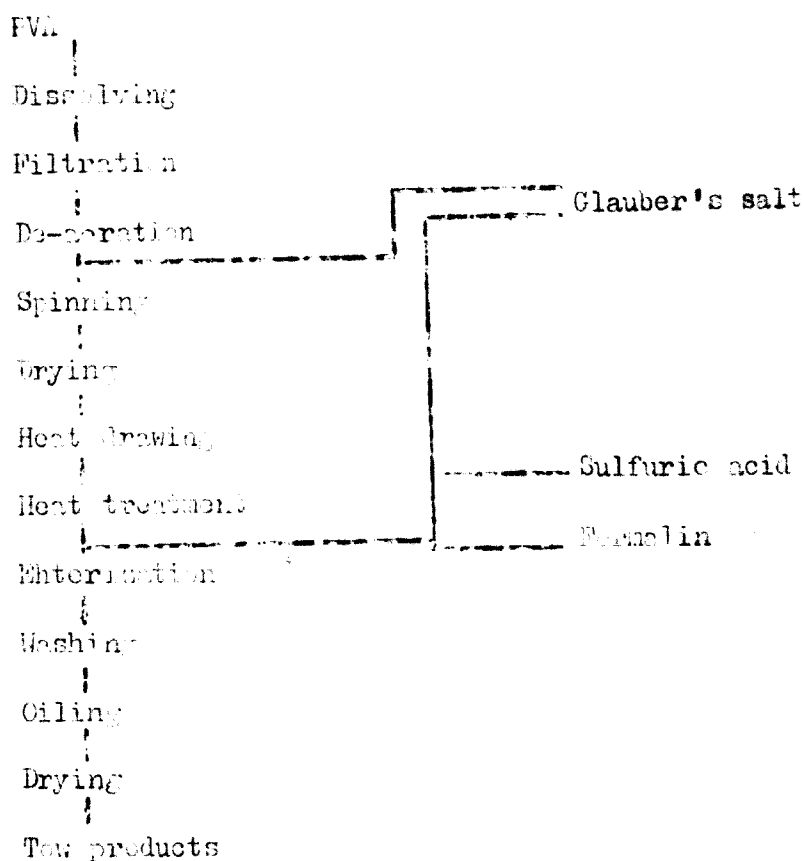 PVA
Dissolving
Filtration
De-aeration
Glauber's salt
Spinning
Drying
Heat drawing
Sulfuric acid
Heat treatment
Formalin
Ehterization
Washing
Oiling
Drying
Tow products